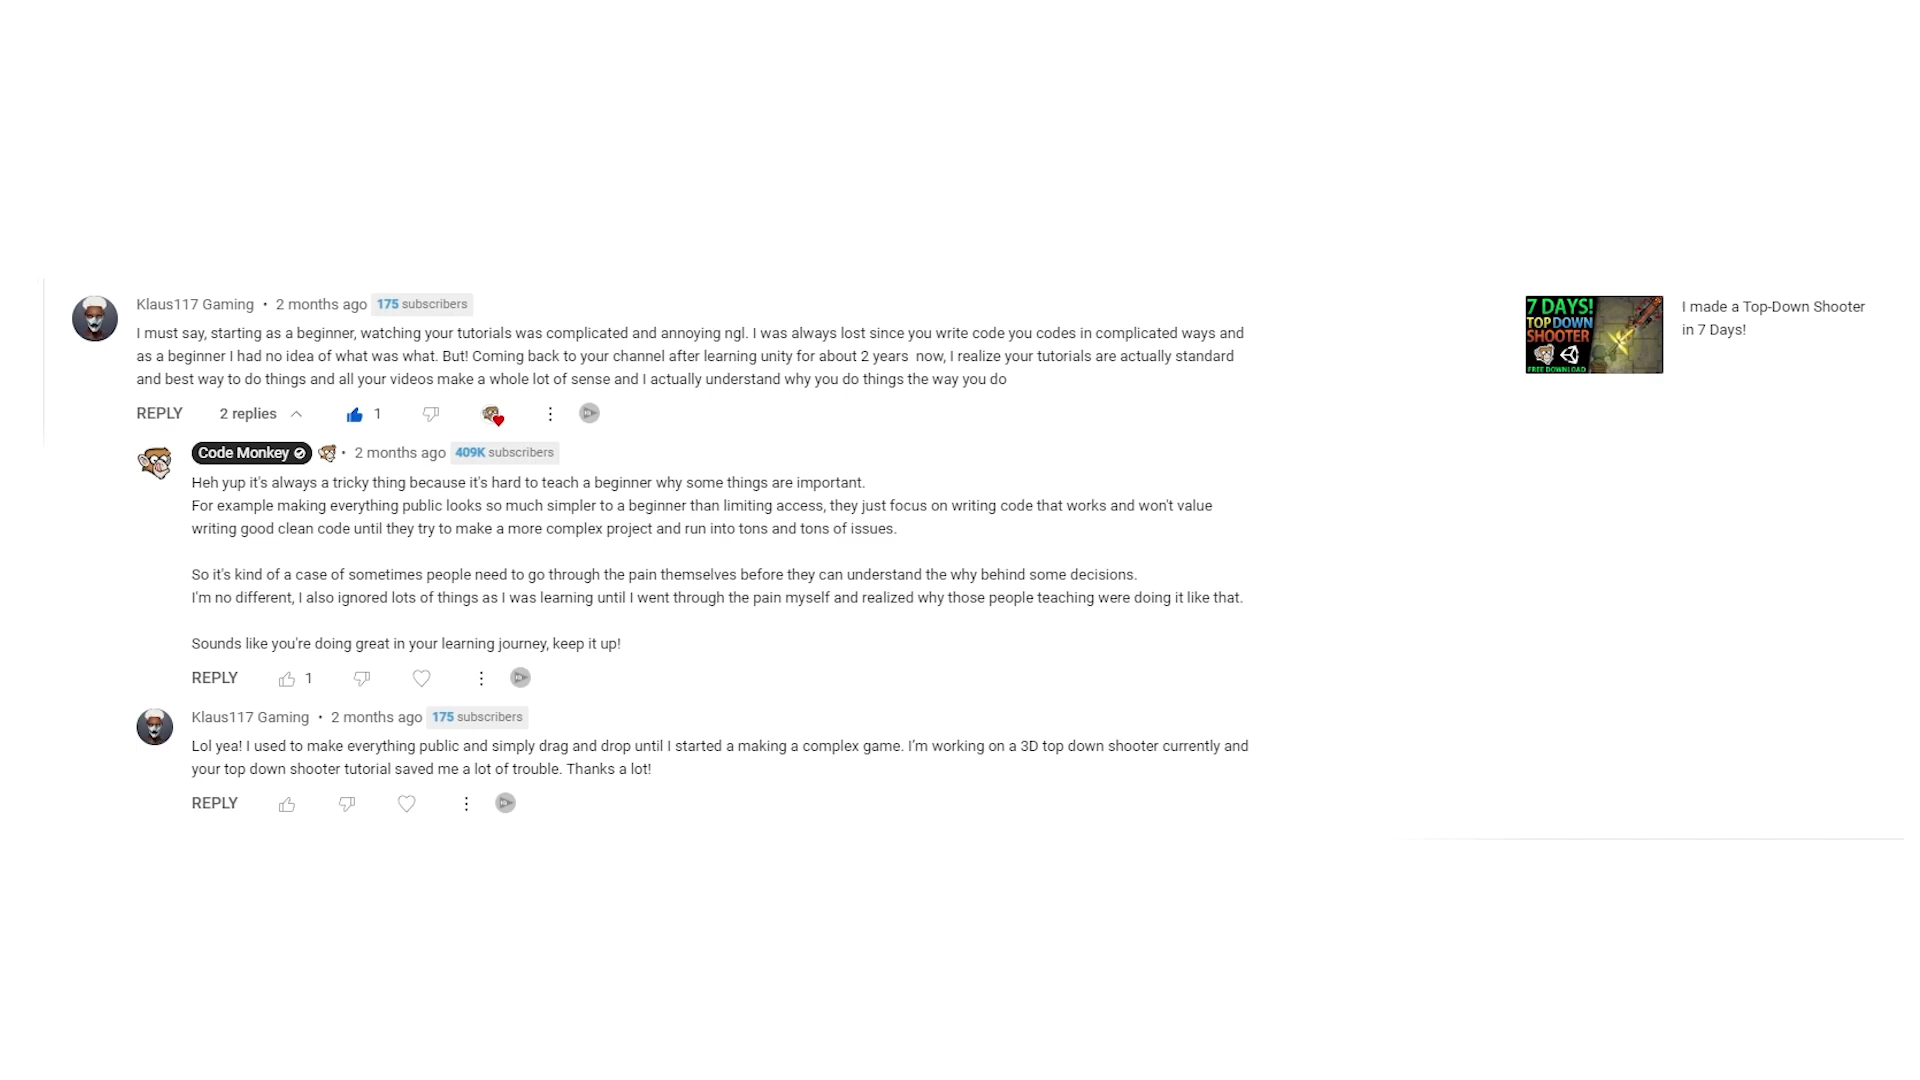 Klaus117 Gaming • 2 months ago 175 subscribers
I must say, starting as a beginner, watching your tutorials was complicated and annoying ngl. I was always lost since you write code you codes in complicated ways and
as a beginner I had no idea of what was what. But! Coming back to your channel after learning unity for about 2 years  now, I realize your tutorials are actually standard
and best way to do things and all your videos make a whole lot of sense and I actually understand why you do things the way you do
REPLY 2 replies 1
7 DAYS!
TOP DOWN
SHOOTER
FREE DOWNLOAD
I made a Top-Down Shooter
in 7 Days!
Code Monkey • 2 months ago 409K subscribers
Heh yup it's always a tricky thing because it's hard to teach a beginner why some things are important.
For example making everything public looks so much simpler to a beginner than limiting access, they just focus on writing code that works and won't value
writing good clean code until they try to make a more complex project and run into tons and tons of issues.
So it's kind of a case of sometimes people need to go through the pain themselves before they can understand the why behind some decisions.
I'm no different, I also ignored lots of things as I was learning until I went through the pain myself and realized why those people teaching were doing it like that.
Sounds like you're doing great in your learning journey, keep it up!
REPLY 1
Klaus117 Gaming • 2 months ago 175 subscribers
Lol yea! I used to make everything public and simply drag and drop until I started a making a complex game. I'm working on a 3D top down shooter currently and
your top down shooter tutorial saved me a lot of trouble. Thanks a lot!
REPLY